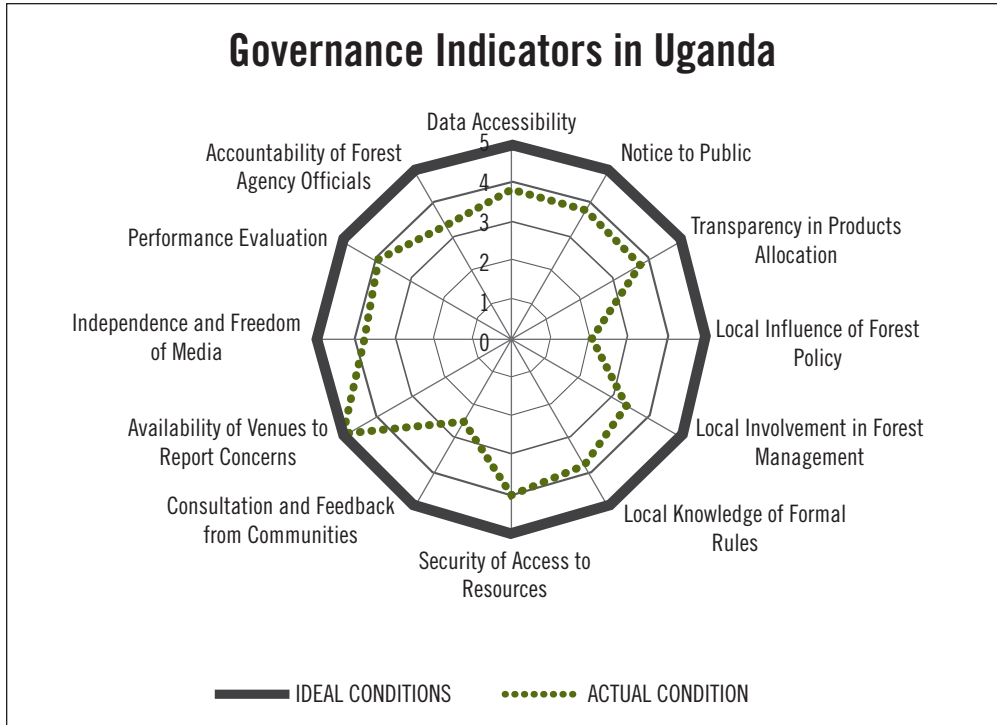 Governance Indicators in Uganda
Data Accessibility
Accountability of Forest
Agency Officials
Notice to Public
Performance Evaluation
Transparency in Products
Allocation
Independence and Freedom
of Media
Local Influence of Forest
Policy
Availability of Venues to
Report Concerns
Local Involvement in Forest
Management
Consultation and Feedback
from Communities
Local Knowledge of Formal
Rules
Security of Access to
Resources
5
4
3
2
1
0
IDEAL CONDITIONS
ACTUAL CONDITION